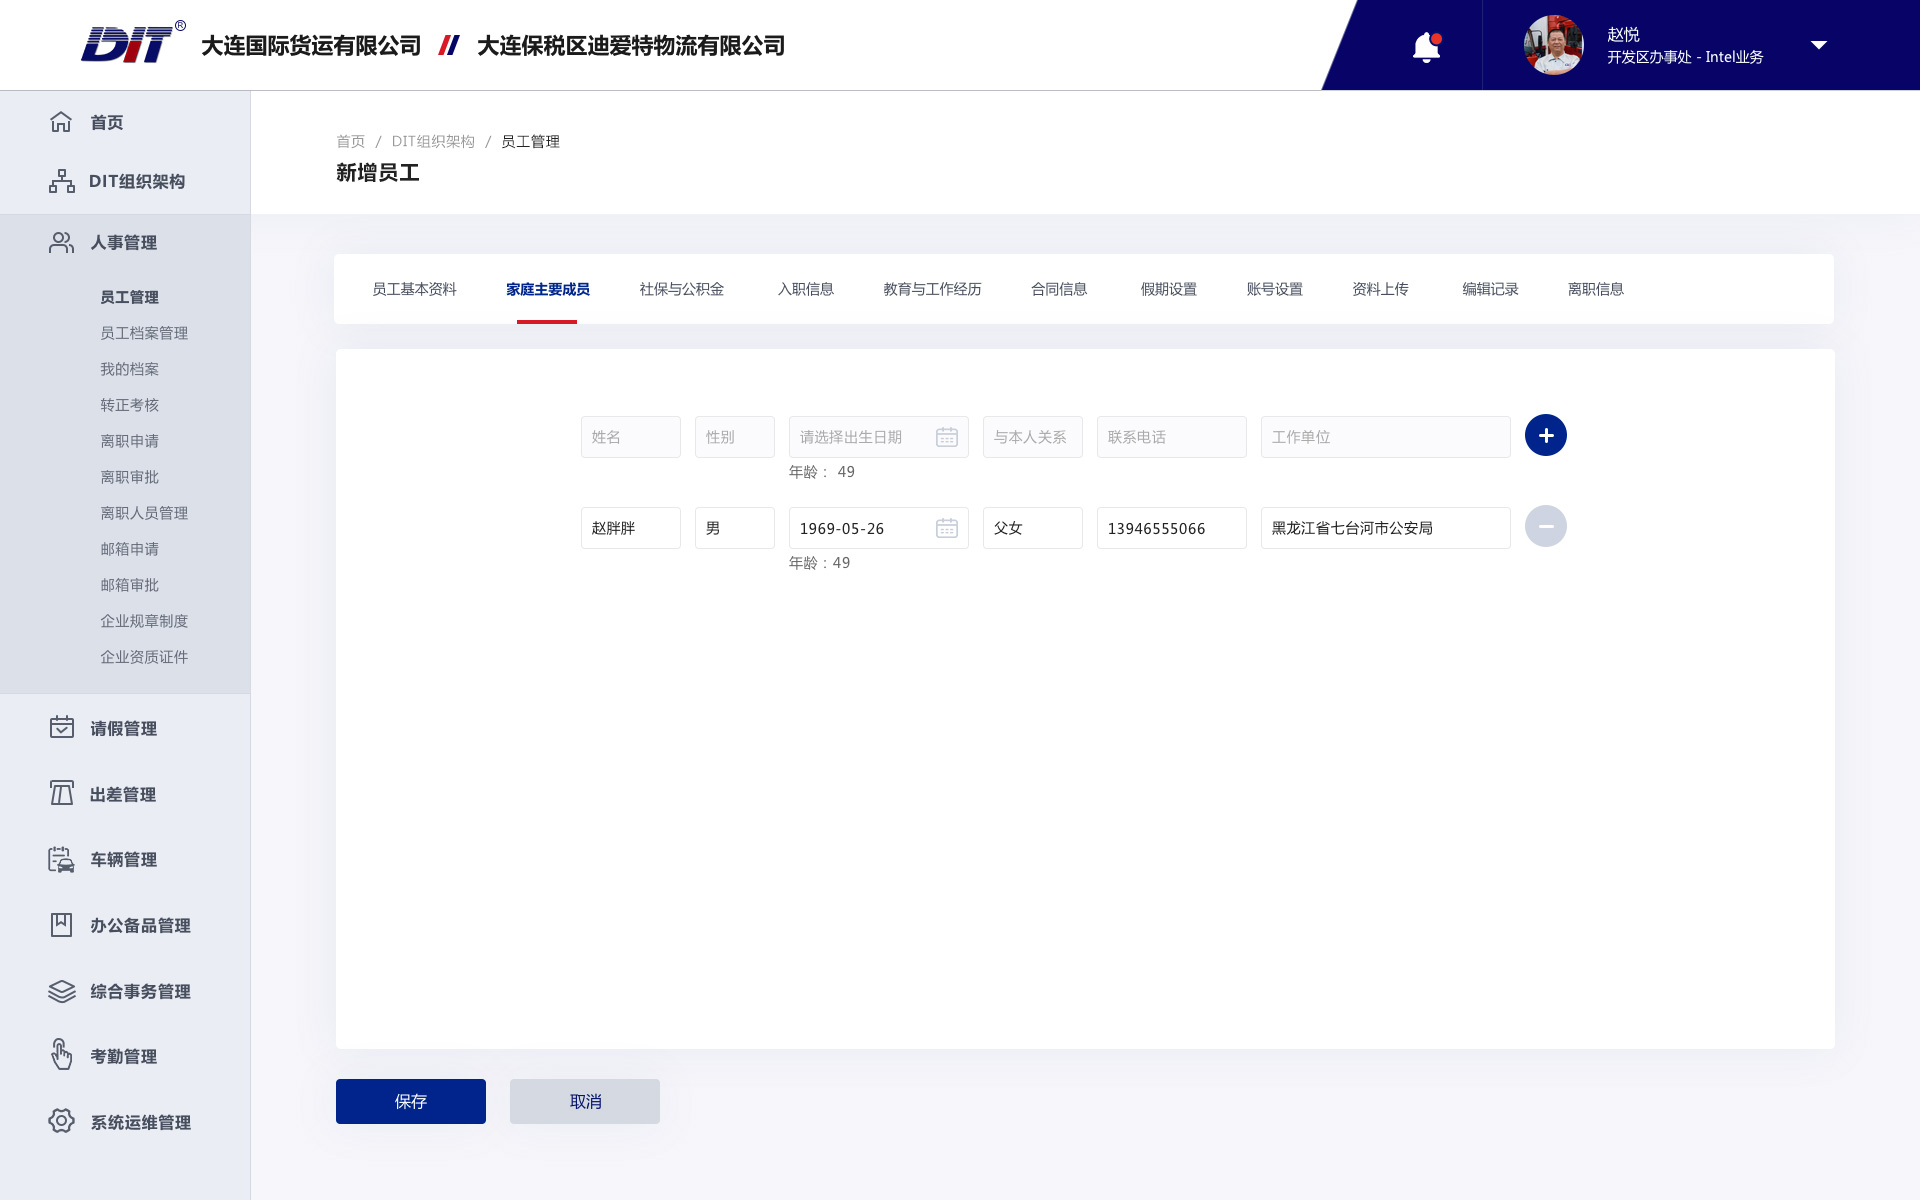 DIT® 大连国际货运有限公司 // 大连保税区迪爱特物流有限公司
赵悦
开发区办事处 - Intel业务
首页
DIT组织架构
人事管理
员工管理
员工档案管理
我的档案
转正考核
离职申请
离职审批
离职人员管理
邮箱申请
邮箱审批
企业规章制度
企业资质证件
请假管理
出差管理
车辆管理
办公备品管理
综合事务管理
考勤管理
系统运维管理
首页 / DIT组织架构 / 员工管理
新增员工
员工基本资料 家庭主要成员 社保与公积金 入职信息 教育与工作经历 合同信息 假期设置 账号设置 资料上传 编辑记录 离职信息
姓名 性别 请选择出生日期 与本人关系 联系电话 工作单位
年龄： 49
赵胖胖 男 1969-05-26 父女 13946555066 黑龙江省七台河市公安局
年龄：49
保存 取消